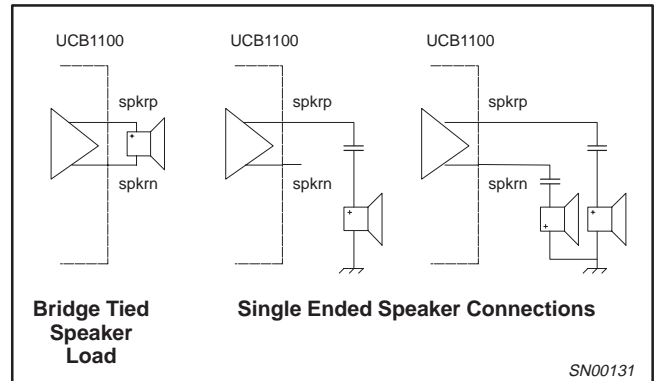 UCB1100
UCB1100
UCB1100
spkrp
spkrp
spkrp
+
+
+
+
spkrn
spkrn
spkrn
Bridge Tied
Speaker
Load
Single Ended Speaker Connections
SN00131